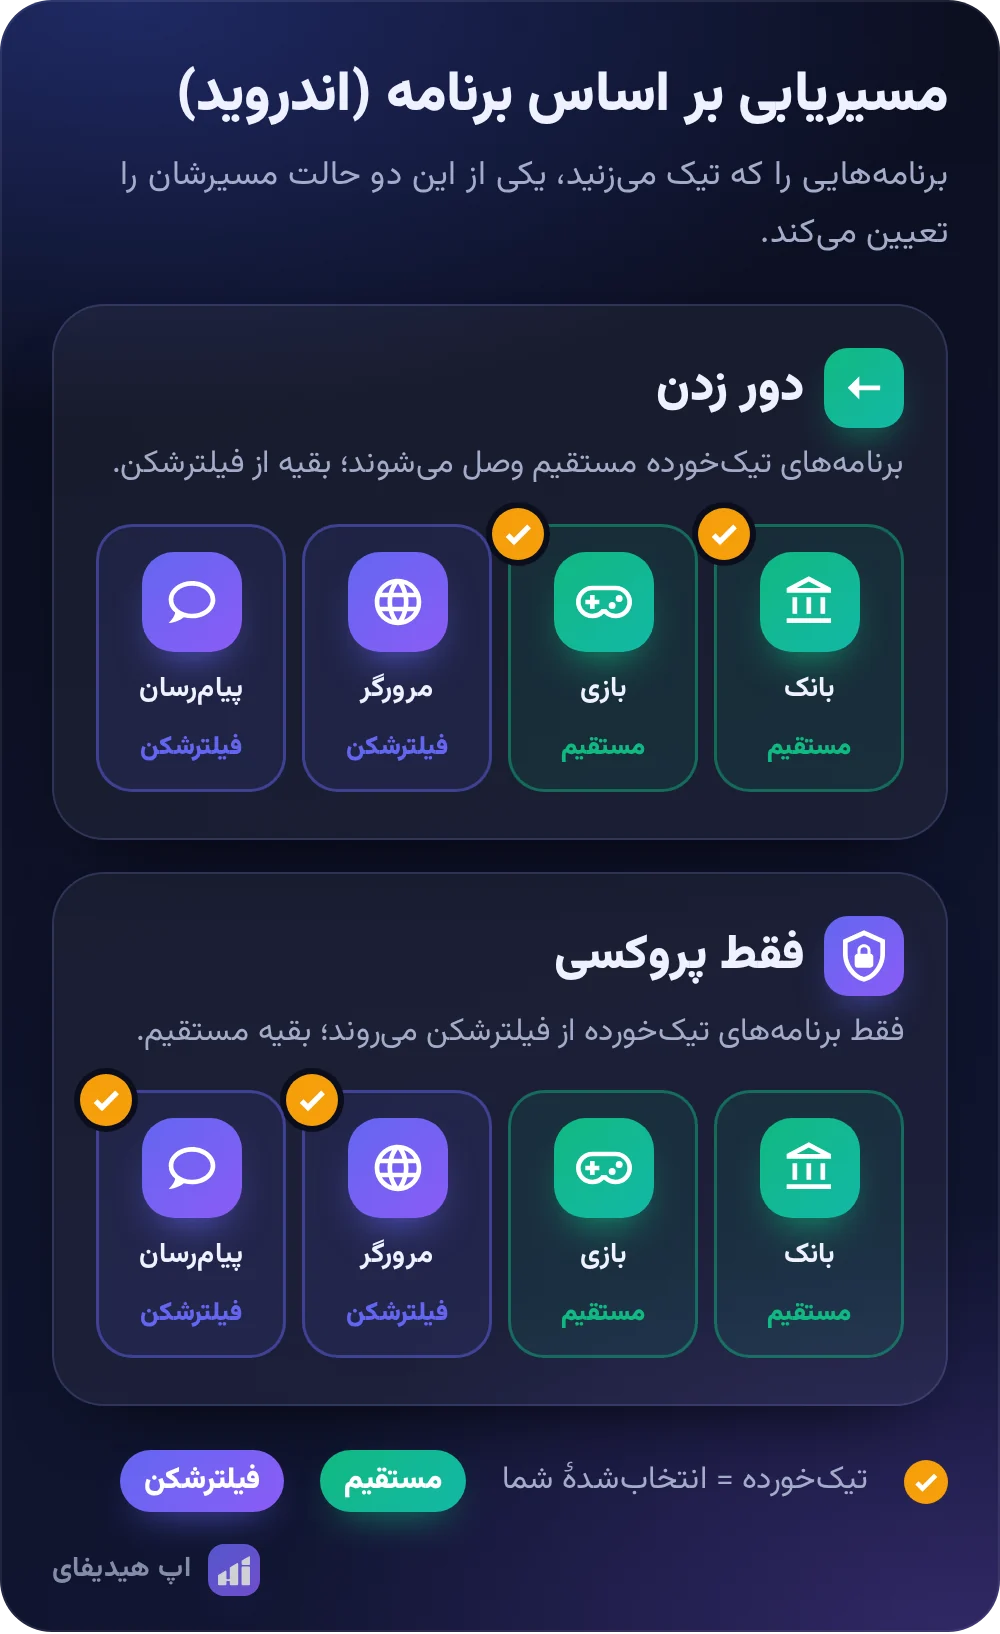 مسیریابی بر اساس برنامه (اندروید)
برنامه‌هایی را که تیک می‌زنید، یکی از این دو حالت مسیرشان را
تعیین می‌کند.
دور زدن
برنامه‌های تیک‌خورده مستقیم وصل می‌شوند؛ بقیه از فیلترشکن.
بانک
بازی
مرورگر
پیام‌رسان
مستقیم
مستقیم
فیلترشکن
فیلترشکن
فقط پروکسی
فقط برنامه‌های تیک‌خورده از فیلترشکن می‌روند؛ بقیه مستقیم.
بانک
بازی
مرورگر
پیام‌رسان
مستقیم
مستقیم
فیلترشکن
فیلترشکن
تیک‌خورده = انتخاب‌شدهٔ شما
مستقیم
فیلترشکن
اپ هیدیفای